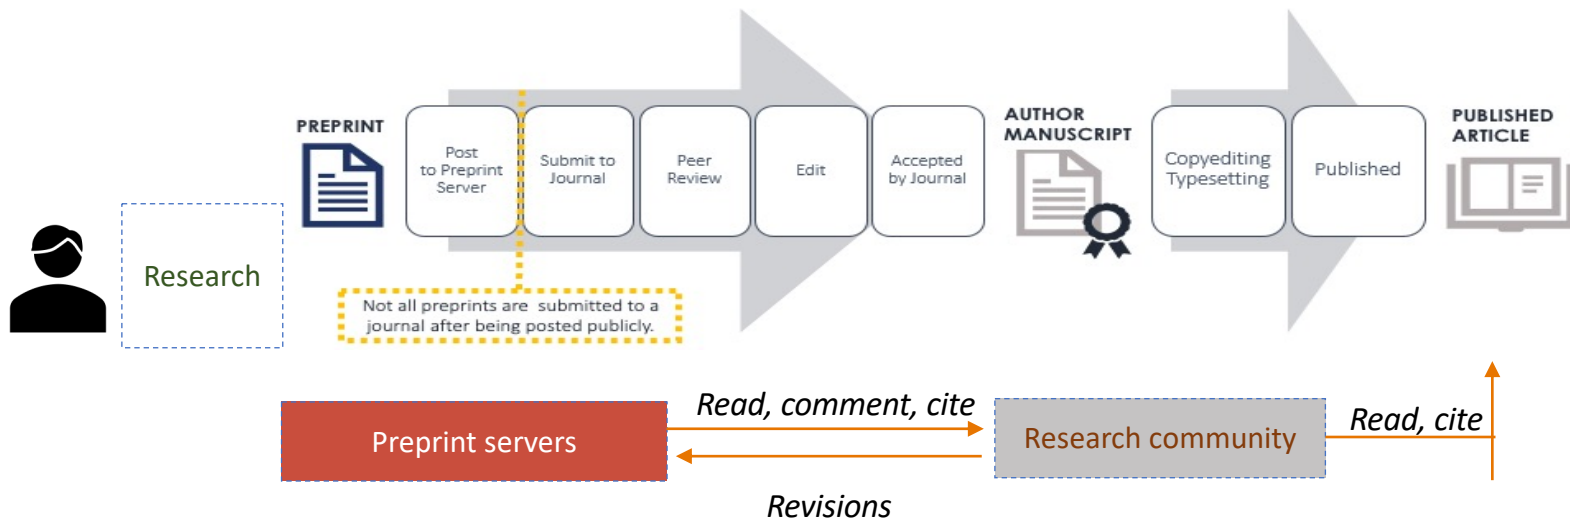 PREPRINT
Post
to Preprint
Server
Submit to
Journal
Peer
Review
Edit
Accepted
by Journal
AUTHOR
MANUSCRIPT
Copyediting
Typesetting
Published
PUBLISHED
ARTICLE
Research
Not all preprints are submitted to a
journal after being posted publicly.
Preprint servers
Read, comment, cite
Revisions
Research community
Read, cite